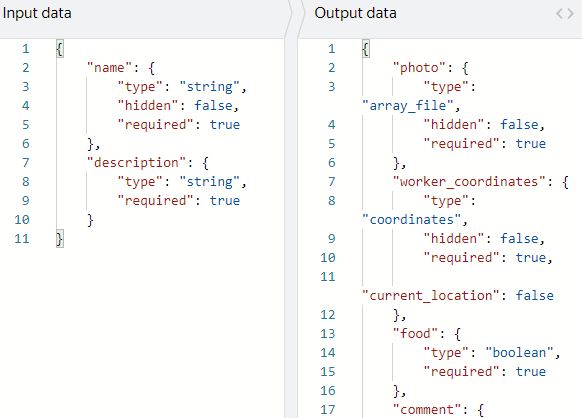 Input data
1 {
2 "name": {
3 "type": "string",
4 "hidden": false,
5 "required": true
6 },
7 "description": {
8 "type": "string",
9 "required": true
10 }
11 }
Output data
<>
1 {
2 "photo": {
3 "type":
"array_file",
4 "hidden": false,
5 "required": true
6 },
7 "worker_coordinates": {
8 "type":
"coordinates",
9 "hidden": false,
10 "required": true,
11
"current_location": false
12 },
13 "food": {
14 "type": "boolean",
15 "required": true
16 },
17 "comment": {